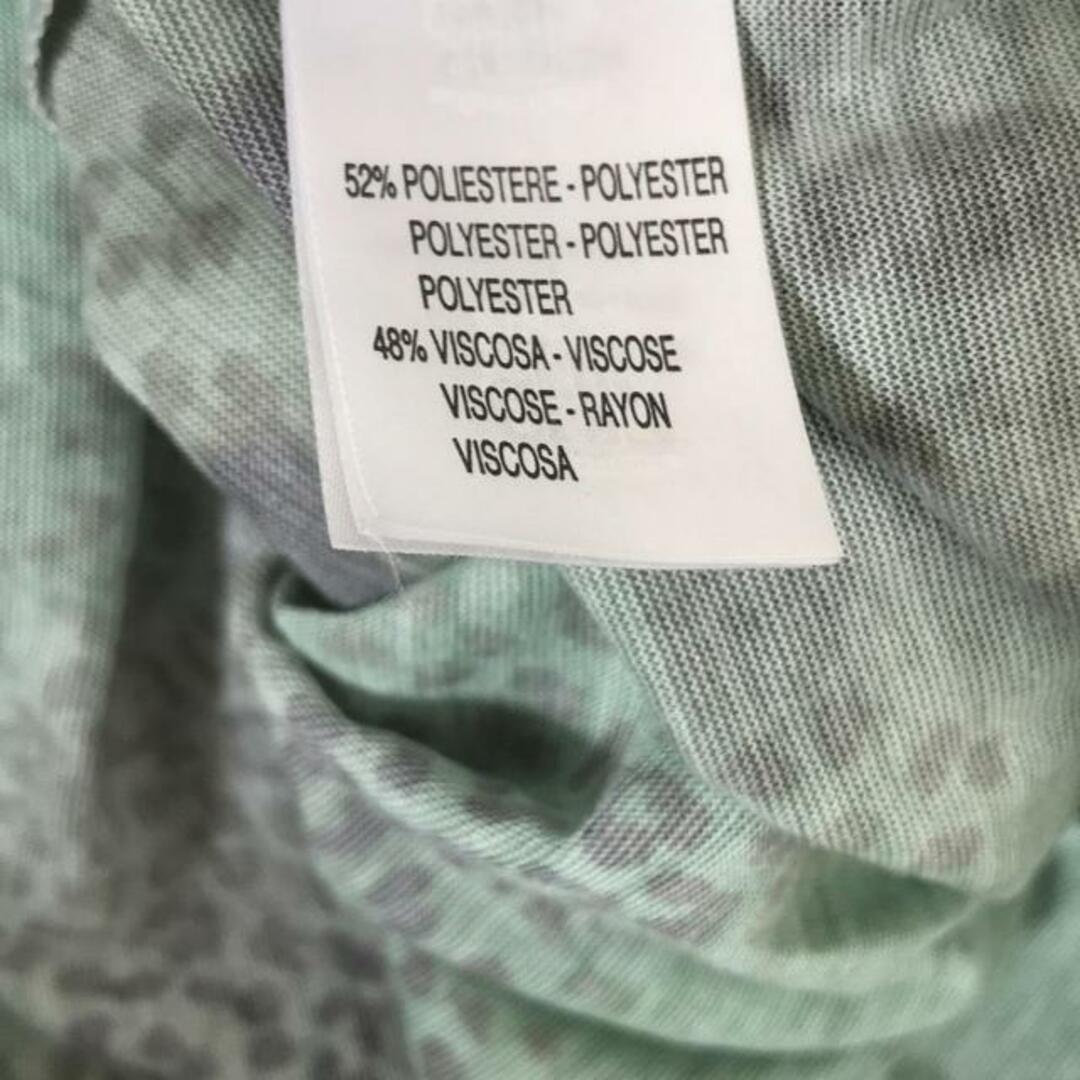 52% POLIESTERE - POLYESTER
POLYESTER - POLYESTER
POLYESTER
48% VISCOSA - VISCOSE
VISCOSE - RAYON
VISCOSA